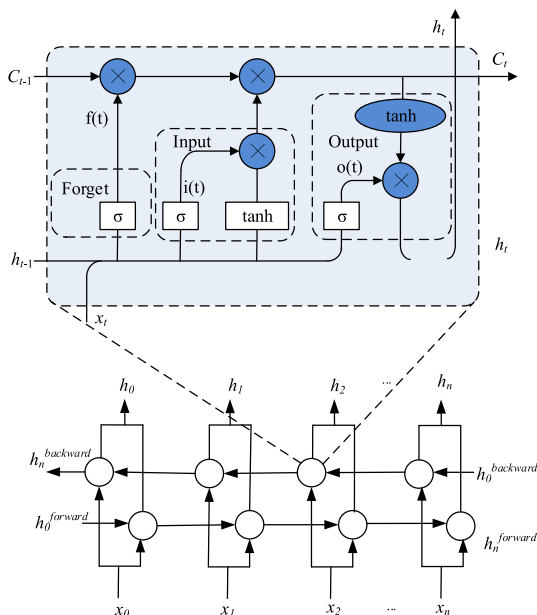 h_t
C_{t-1}
C_t
×
×
f(t)
tanh
Input
Output
×
o(t)
Forget
i(t)
×
σ
σ
tanh
σ
h_{t-1}
h_t
x_t
h_0 h_1 h_2 ... h_n
h_n^{backward}
h_0^{backward}
h_0^{forward}
h_n^{forward}
x_0 x_1 x_2 ... x_n